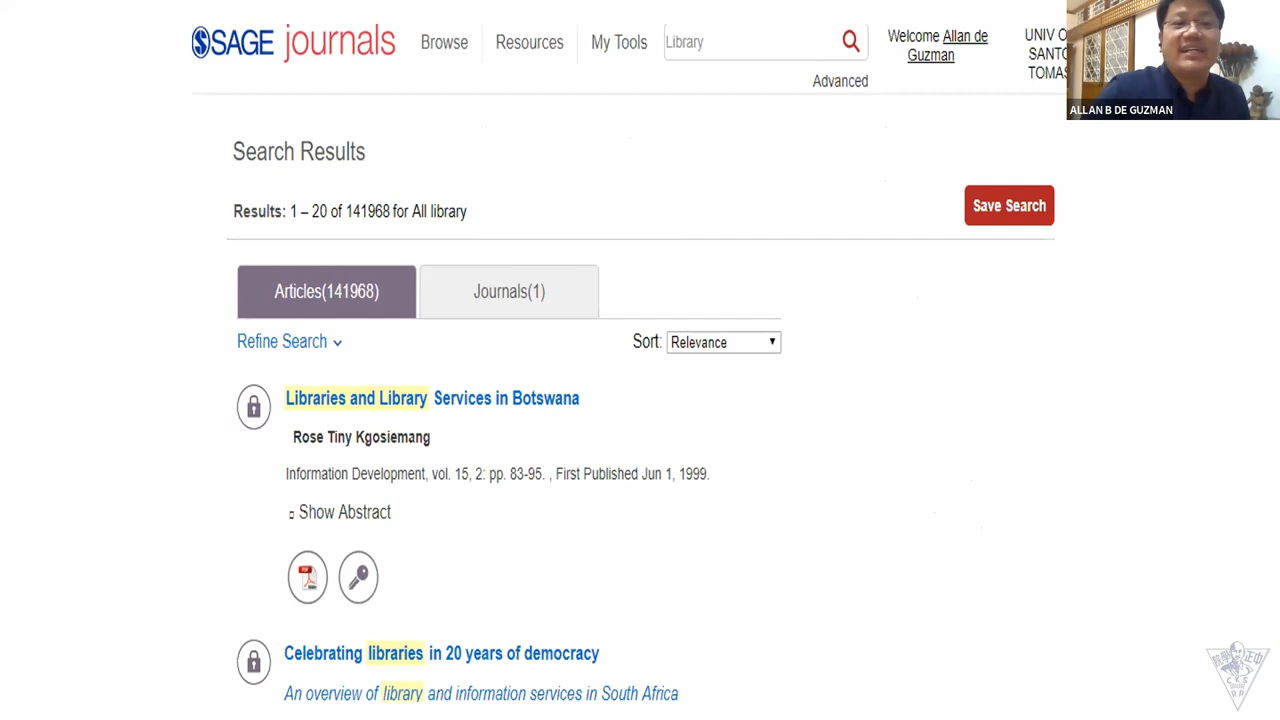 SAGE journals Browse Resources My Tools Library Welcome Allan de Guzman UNIV O
SANTO
TOMAS
Advanced
ALLAN B DE GUZMAN
Search Results
Results: 1 – 20 of 141968 for All library
Save Search
Articles(141968) Journals(1)
Refine Search Sort: Relevance
Libraries and Library Services in Botswana
Rose Tiny Kgosiemang
Information Development, vol. 15, 2: pp. 83-95. , First Published Jun 1, 1999.
Show Abstract
Celebrating libraries in 20 years of democracy
An overview of library and information services in South Africa